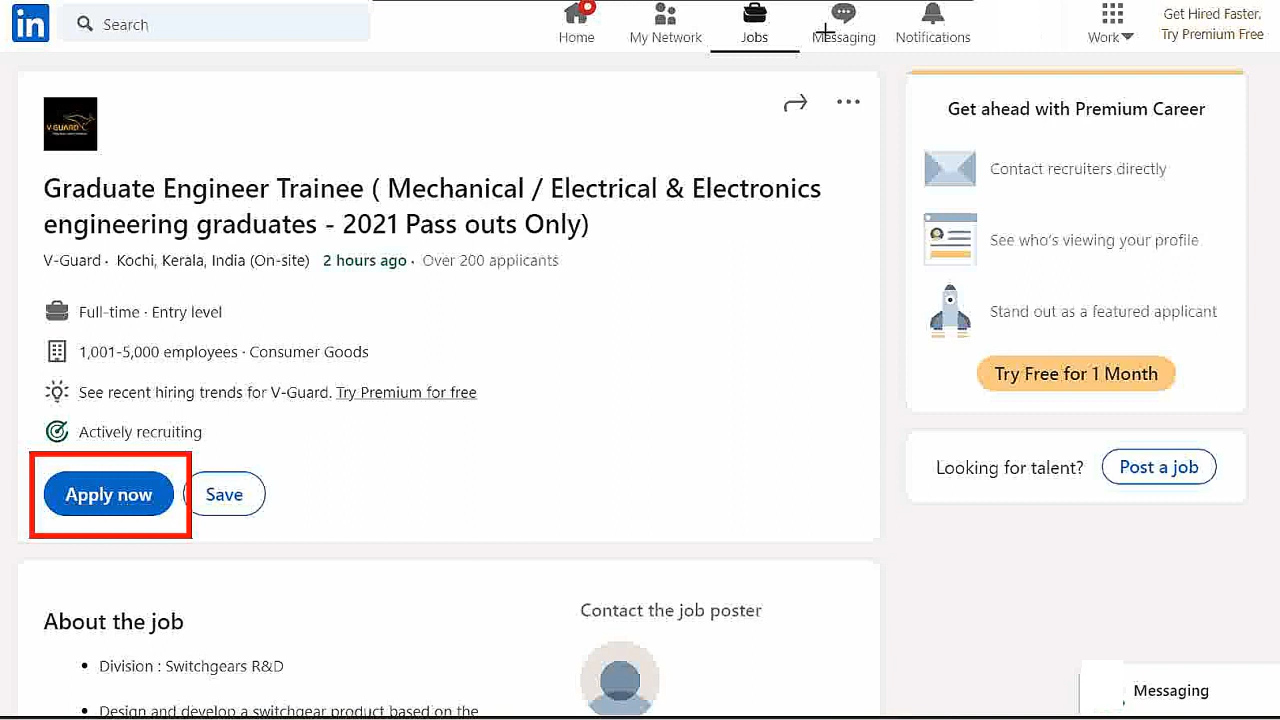 in
Search
Home
My Network
Jobs
Messaging
Notifications
Work
Get Hired Faster,
Try Premium Free
V GUARD
Graduate Engineer Trainee ( Mechanical / Electrical & Electronics
engineering graduates - 2021 Pass outs Only)
V-Guard · Kochi, Kerala, India (On-site) 2 hours ago · Over 200 applicants
Full-time · Entry level
1,001-5,000 employees · Consumer Goods
See recent hiring trends for V-Guard. Try Premium for free
Actively recruiting
Apply now
Save
About the job
• Division : Switchgears R&D
• Design and develop a switchgear product based on the
Contact the job poster
Get ahead with Premium Career
Contact recruiters directly
See who's viewing your profile
Stand out as a featured applicant
Try Free for 1 Month
Looking for talent?
Post a job
Messaging